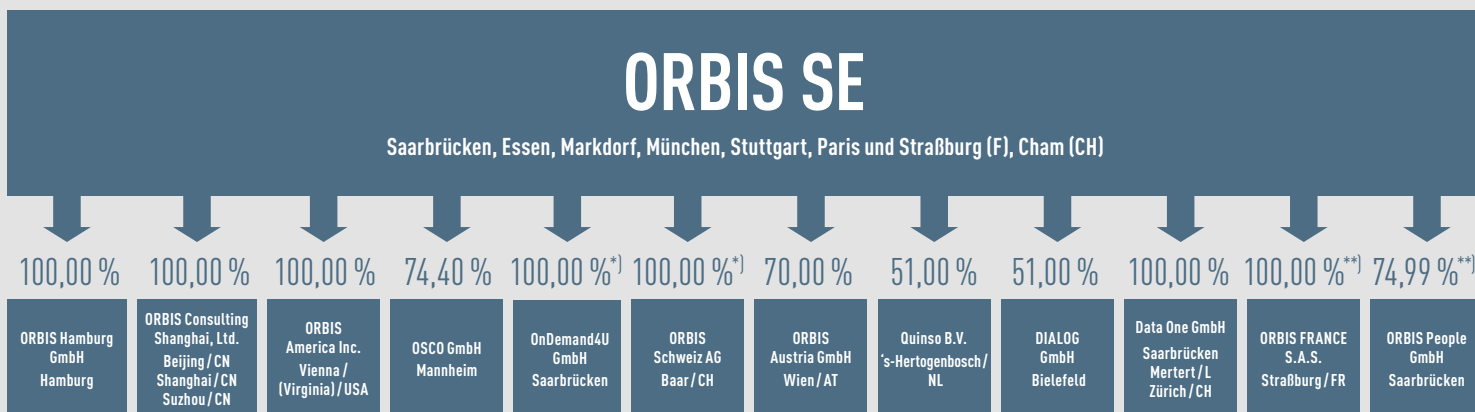 ORBIS SE
Saarbrücken, Essen, Markdorf, München, Stuttgart, Paris und Straßburg (F), Cham (CH)
100,00 %
ORBIS Hamburg
GmbH
Hamburg
100,00 %
ORBIS Consulting
Shanghai, Ltd.
Beijing / CN
Shanghai / CN
Suzhou / CN
100,00 %
ORBIS
America Inc.
Vienna /
(Virginia) / USA
74,40 %
OSCO GmbH
Mannheim
100,00 %*)
OnDemand4U
GmbH
Saarbrücken
100,00 %*)
ORBIS
Schweiz AG
Baar / CH
70,00 %
ORBIS
Austria GmbH
Wien / AT
51,00 %
Quinso B.V.
‘s-Hertogenbosch /
NL
51,00 %
DIALOG
GmbH
Bielefeld
100,00 %
Data One GmbH
Saarbrücken
Mertert / L
Zürich / CH
100,00 %**)
ORBIS FRANCE
S.A.S.
Straßburg / FR
74,99 %**)
ORBIS People
GmbH
Saarbrücken